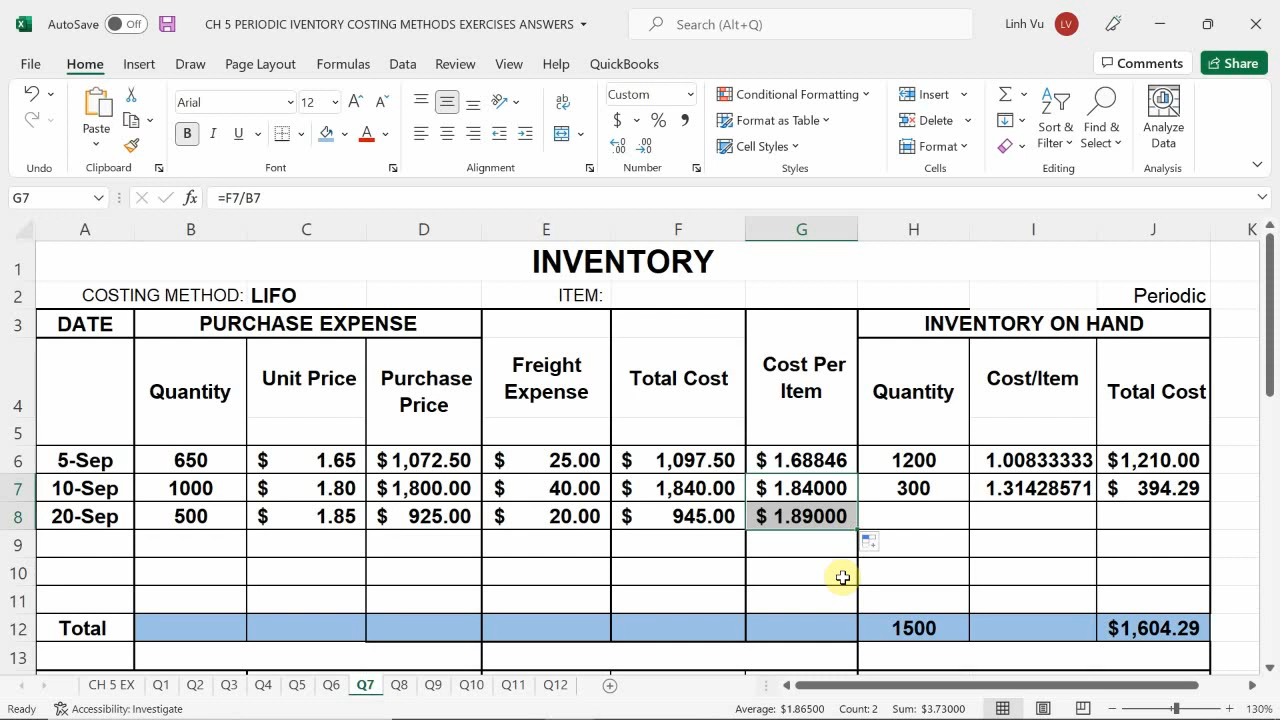 AutoSave Off CH 5 PERIODIC IVENTORY COSTING METHODS EXERCISES ANSWERS Search (Alt+Q) Linh Vu LV
File Home Insert Draw Page Layout Formulas Data Review View Help QuickBooks Comments Share
Paste Arial 12 B I U ab Custom $ % Conditional Formatting Format as Table Cell Styles Insert Delete Format Sort & Filter Find & Select Analyze Data
Undo Clipboard Font Alignment Number Styles Cells Editing Analysis
G7 fx =F7/B7
A B C D E F G H I J K
1 INVENTORY
2 COSTING METHOD: LIFO ITEM: Periodic
3 DATE PURCHASE EXPENSE INVENTORY ON HAND
4 Quantity Unit Price Purchase Price Freight Expense Total Cost Cost Per Item Quantity Cost/Item Total Cost
5
6 5-Sep 650 $ 1.65 $ 1,072.50 $ 25.00 $ 1,097.50 $ 1.68846 1200 1.00833333 $1,210.00
7 10-Sep 1000 $ 1.80 $ 1,800.00 $ 40.00 $ 1,840.00 $ 1.84000 300 1.31428571 $ 394.29
8 20-Sep 500 $ 1.85 $ 925.00 $ 20.00 $ 945.00 $ 1.89000
9
10
11
12 Total 1500 $1,604.29
13
CH 5 EX Q1 Q2 Q3 Q4 Q5 Q6 Q7 Q8 Q9 Q10 Q11 Q12
Ready Accessibility: Investigate Average: $1.86500 Count: 2 Sum: $3.73000 130%